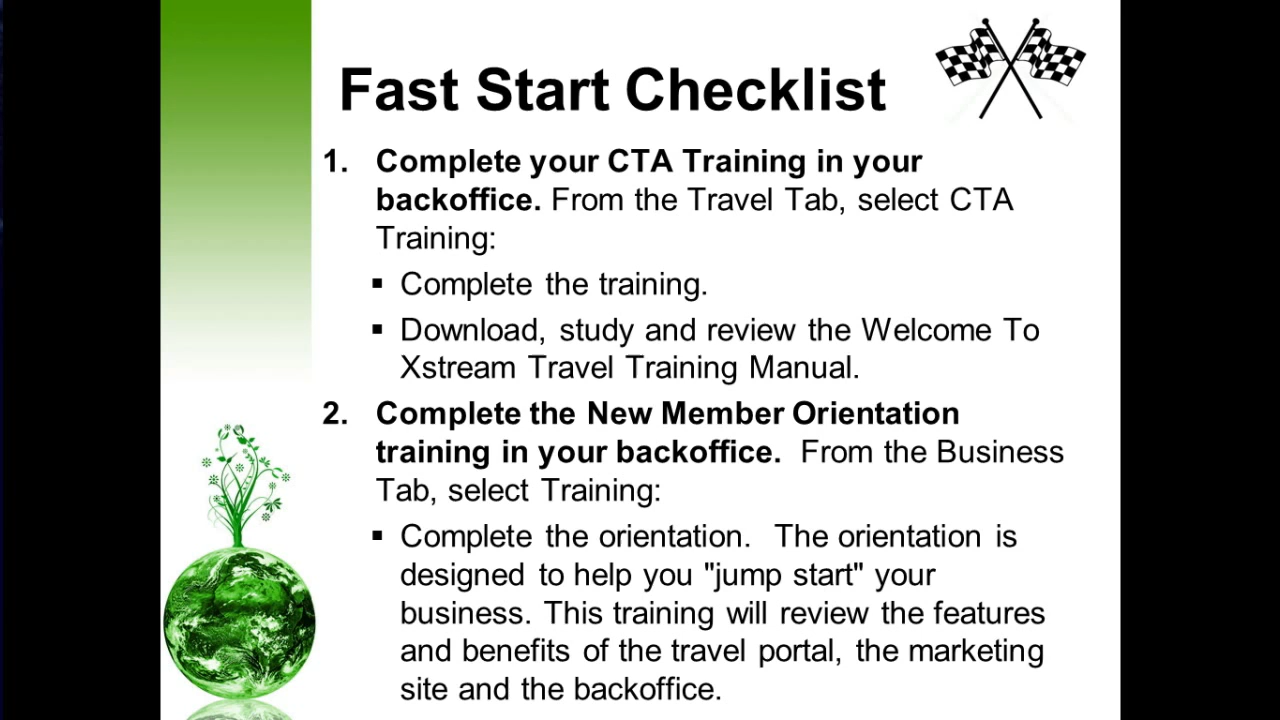 Fast Start Checklist
1. Complete your CTA Training in your
backoffice. From the Travel Tab, select CTA
Training:
▪ Complete the training.
▪ Download, study and review the Welcome To
Xstream Travel Training Manual.
2. Complete the New Member Orientation
training in your backoffice. From the Business
Tab, select Training:
▪ Complete the orientation. The orientation is
designed to help you "jump start" your
business. This training will review the features
and benefits of the travel portal, the marketing
site and the backoffice.